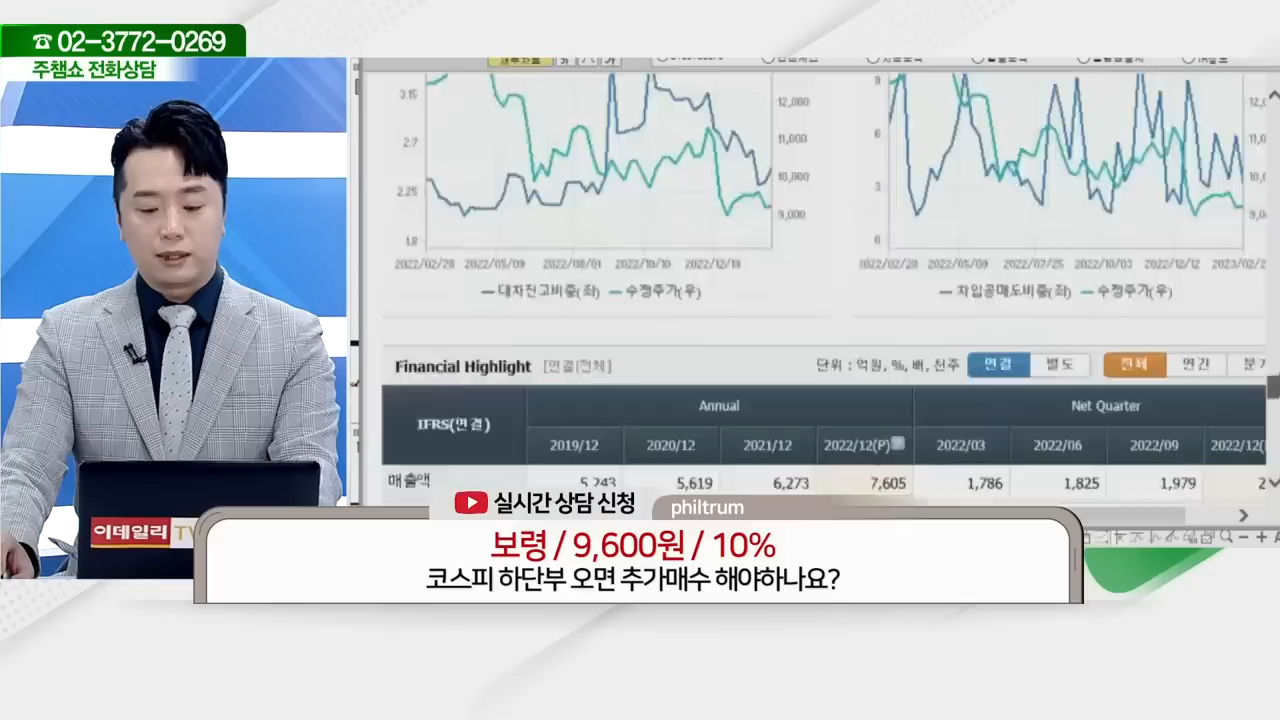 ☎ 02-3772-0269
주챔쇼 전화상담
3.15
2.7
2.25
1.8
12,000
11,000
10,000
9,000
2022/02/28 2022/05/09 2022/08/01 2022/10/10 2022/12/19
대차잔고비중(좌) 수정주가(우)
9
6
3
0
2022/02/28 2022/05/09 2022/07/25 2022/10/03 2022/12/12
차입공매도비중(좌) 수정주가(우)
Financial Highlight [연결|전체]
단위 : 억원, %, 배, 천주 연결 별도 전체 연간
IFRS(연결) Annual Net Quarter
2019/12 2020/12 2021/12 2022/12(P) 2022/03 2022/06 2022/09 2022/12(
매출액 5,243 5,619 6,273 7,605 1,786 1,825 1,979
실시간 상담 신청 philtrum
보령 / 9,600원 / 10%
코스피 하단부 오면 추가매수 해야하나요?
이데일리 TV